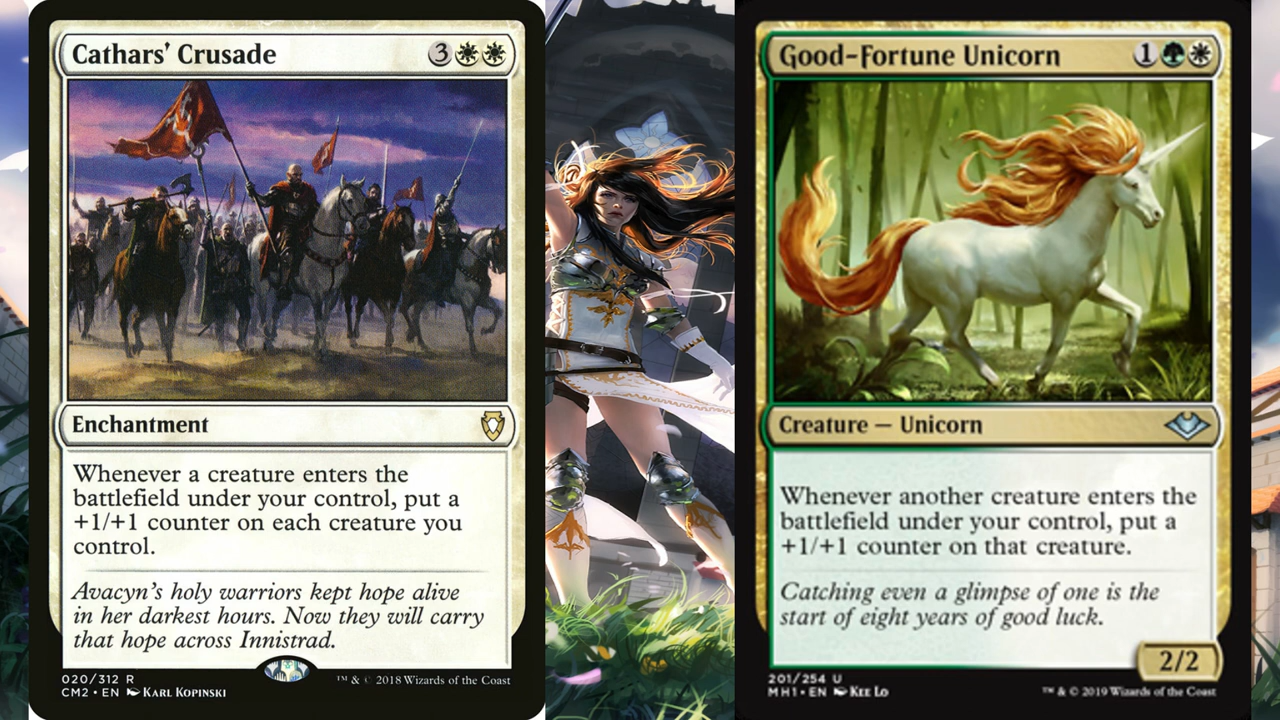 Cathars' Crusade
3
Enchantment
Whenever a creature enters the
battlefield under your control, put a
+1/+1 counter on each creature you
control.
Avacyn's holy warriors kept hope alive
in her darkest hours. Now they will carry
that hope across Innistrad.
020/312 R
CM2 • EN Karl Kopinski
™ & © 2018 Wizards of the Coast
Good-Fortune Unicorn
1
Creature — Unicorn
Whenever another creature enters the
battlefield under your control, put a
+1/+1 counter on that creature.
Catching even a glimpse of one is the
start of eight years of good luck.
2/2
201/254 U
MH1 • EN Kee Lo
™ & © 2019 Wizards of the Coast